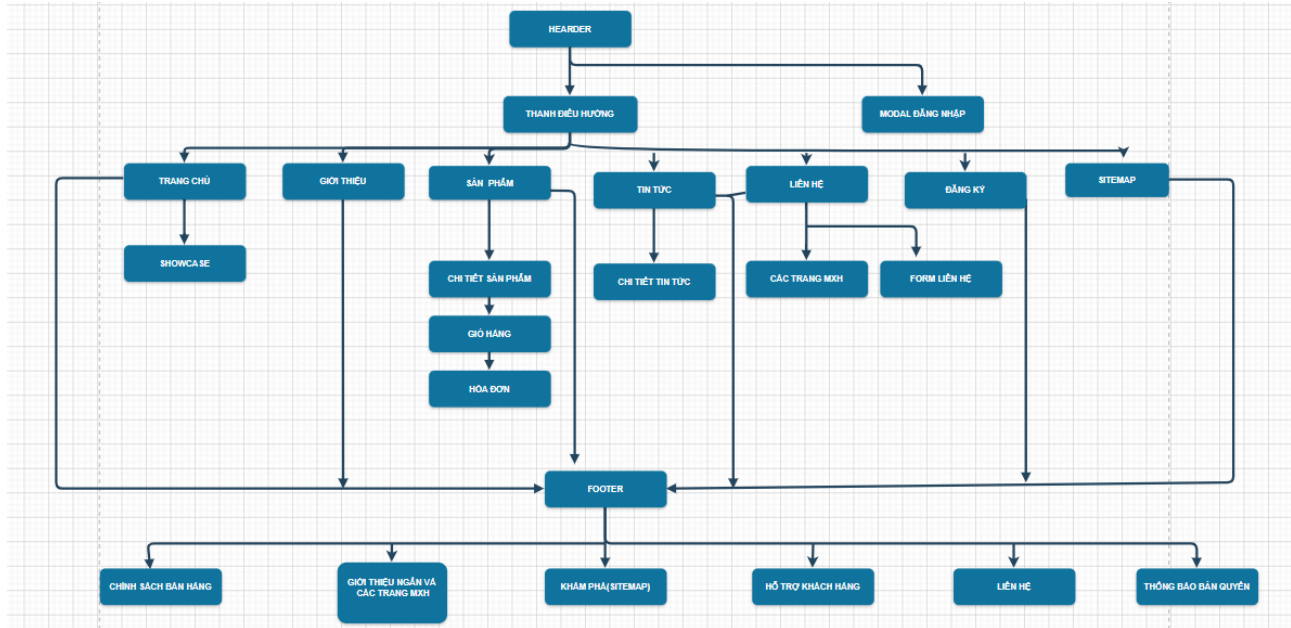 HEARDER
THANH ĐIỀU HƯỚNG
MODAL ĐĂNG NHẬP
TRANG CHỦ
GIỚI THIỆU
SẢN PHẨM
TIN TỨC
LIÊN HỆ
ĐĂNG KÝ
SITEMAP
SHOWCASE
CHI TIẾT SẢN PHẨM
CHI TIẾT TIN TỨC
CÁC TRANG MXH
FORM LIÊN HỆ
GIỎ HÀNG
HÓA ĐƠN
FOOTER
CHÍNH SÁCH BÁN HÀNG
GIỚI THIỆU NGẮN VÀ
CÁC TRANG MXH
KHÁM PHÁ(SITEMAP)
HỖ TRỢ KHÁCH HÀNG
LIÊN HỆ
THÔNG BÁO BẢN QUYỀN